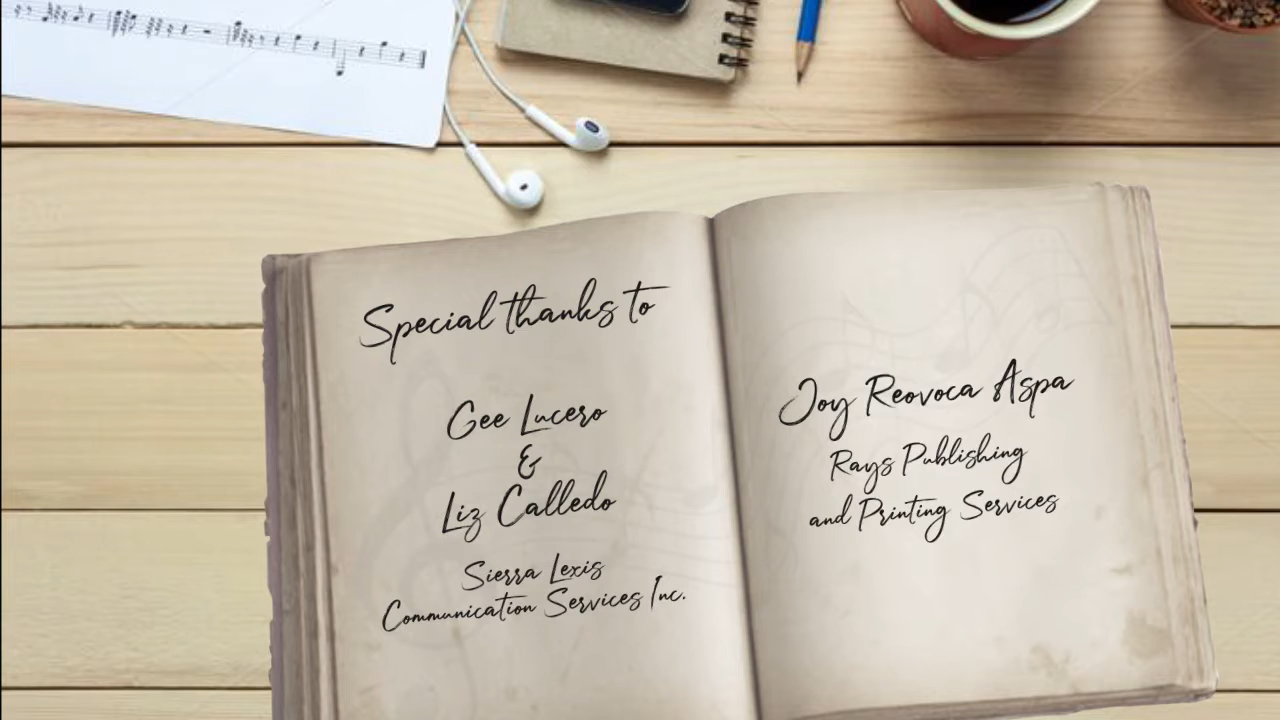 Special thanks to
Gee Lucero
&
Liz Calledo
Sierra Lexis
Communication Services Inc.
Joy Reovoca Aspa
Rays Publishing
and Printing Services